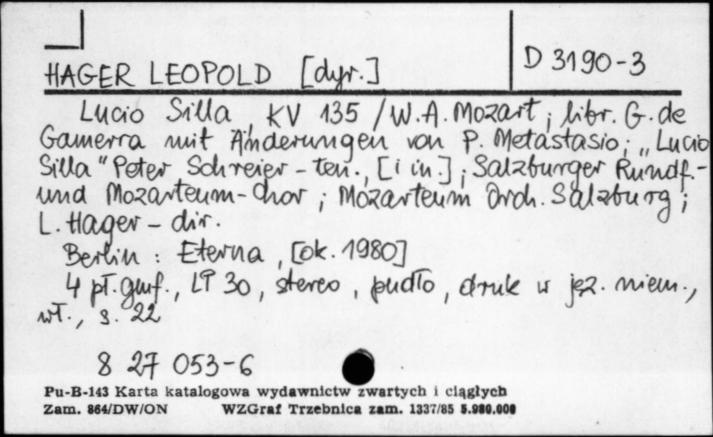 D 3190-3
HAGER LEOPOLD [dyr.]
Lucio Silla KV 135 / W.A. Mozart ; libr. G. de
Gamerra mit Änderungen von P. Metastasio ; „Lucio
Silla" Peter Schreier - ten., [i in.] ; Salzburger Rundf.-
und Mozarteum-Chor ; Mozarteum Orch. Salzburg ;
L. Hager - dir.
Berlin : Eterna, [ok. 1980]
4 pł. gmf., LT 30, stereo, pudło, druk w jęz. niem.,
wł., s. 22
8 27 053-6
Pu-B-143 Karta katalogowa wydawnictw zwartych i ciągłych
Zam. 864/DW/ON WZGraf Trzebnica zam. 1337/85 5.980.000